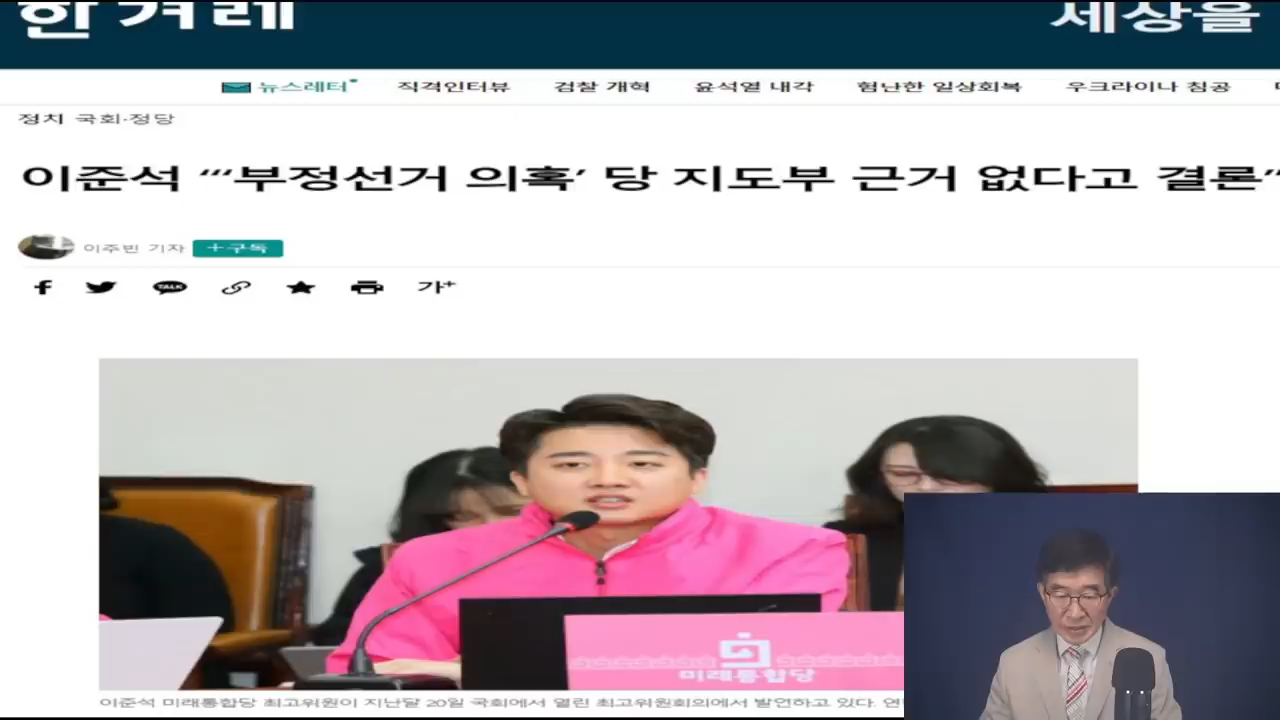 한겨레
세상을
뉴스레터 직격인터뷰 검찰 개혁 윤석열 내각 험난한 일상회복 우크라이나 침공
정치 국회·정당
이준석 “‘부정선거 의혹’ 당 지도부 근거 없다고 결론”
이주빈 기자 +구독
TALK 가+
미래통합당
이준석 미래통합당 최고위원이 지난달 20일 국회에서 열린 최고위원회의에서 발언하고 있다. 연